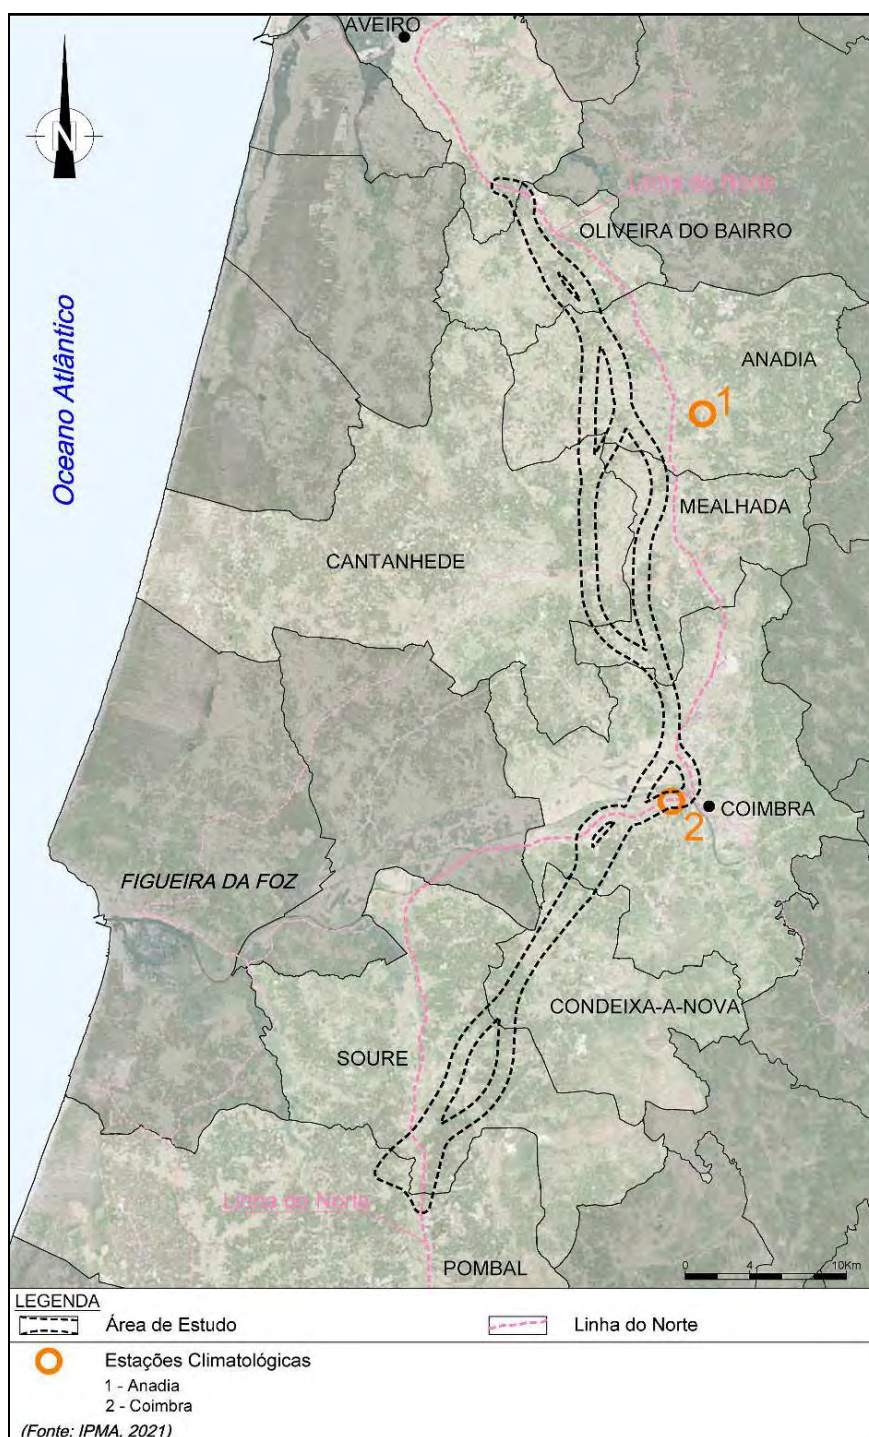 AVEIRO
N
Linha do Norte
OLIVEIRA DO BAIRRO
Oceano Atlântico
ANADIA
1
MEALHADA
CANTANHEDE
COIMBRA
2
FIGUEIRA DA FOZ
CONDEIXA-A-NOVA
SOURE
Linha do Norte
POMBAL
0 4 10Km
LEGENDA
Área de Estudo
Linha do Norte
Estações Climatológicas
1 - Anadia
2 - Coimbra
(Fonte: IPMA, 2021)